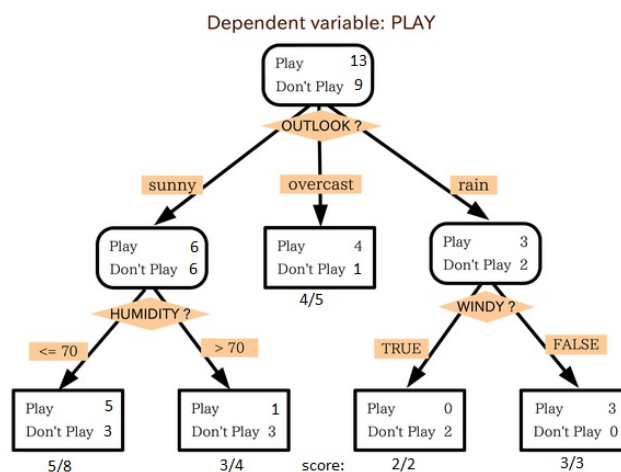 Dependent variable: PLAY
Play 13
Don't Play 9
OUTLOOK ?
sunny
overcast
rain
Play 6
Don't Play 6
Play 4
Don't Play 1
4/5
Play 3
Don't Play 2
HUMIDITY ?
WINDY ?
<= 70
> 70
TRUE
FALSE
Play 5
Don't Play 3
Play 1
Don't Play 3
Play 0
Don't Play 2
Play 3
Don't Play 0
5/8
3/4
score:
2/2
3/3